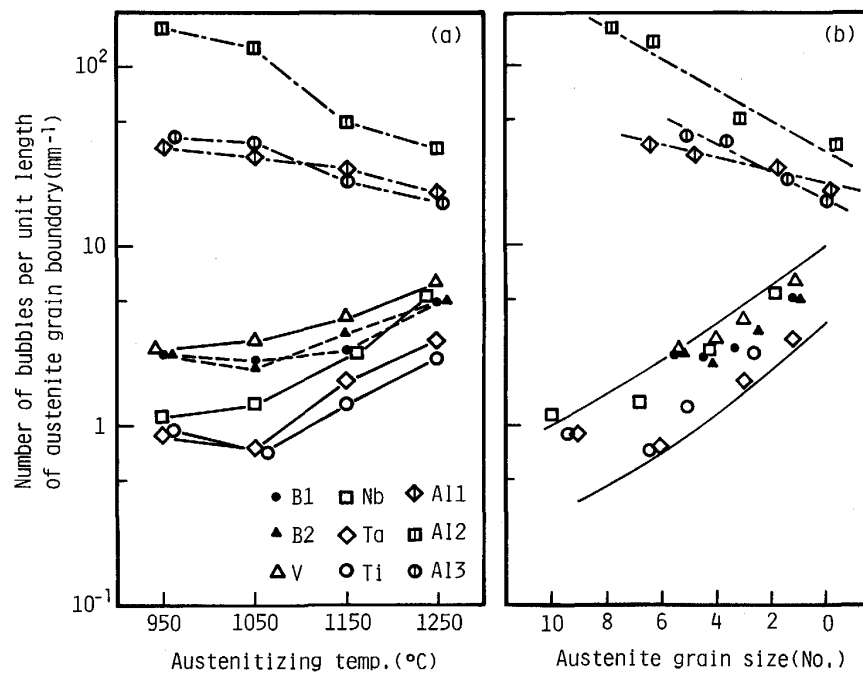 (a)
(b)
Number of bubbles per unit length
of austenite grain boundary(mm⁻¹)
10²
10
1
10⁻¹
B1
Nb
Al1
B2
Ta
Al2
V
Ti
Al3
950 1050 1150 1250
Austenitizing temp.(°C)
10 8 6 4 2 0
Austenite grain size(No.)